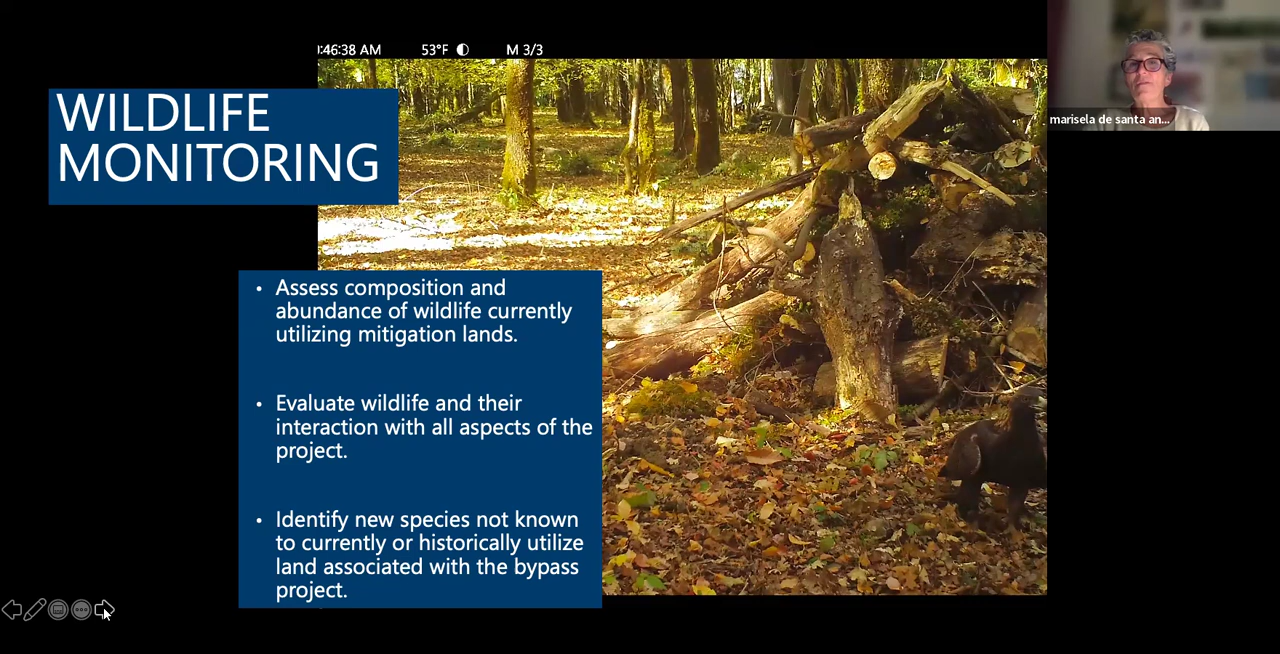 :46:38 AM 53°F M 3/3
WILDLIFE
MONITORING
marisela de santa an...
• Assess composition and
abundance of wildlife currently
utilizing mitigation lands.
• Evaluate wildlife and their
interaction with all aspects of the
project.
• Identify new species not known
to currently or historically utilize
land associated with the bypass
project.